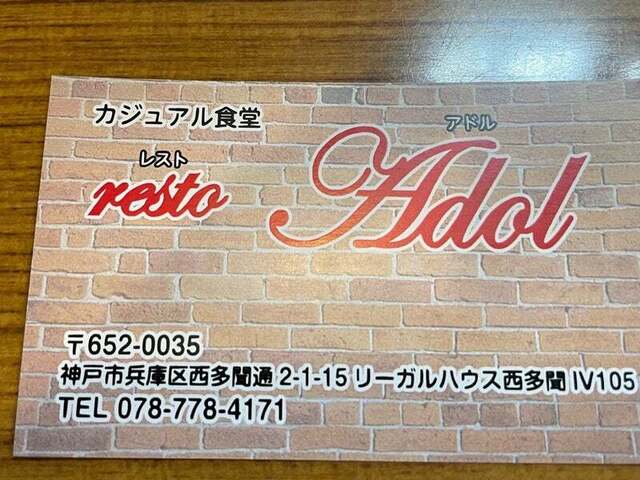 カジュアル食堂
レスト
resto
アドル
Adol
〒652-0035
神戸市兵庫区西多聞通 2-1-15 リーガルハウス西多聞 IV105
TEL 078-778-4171